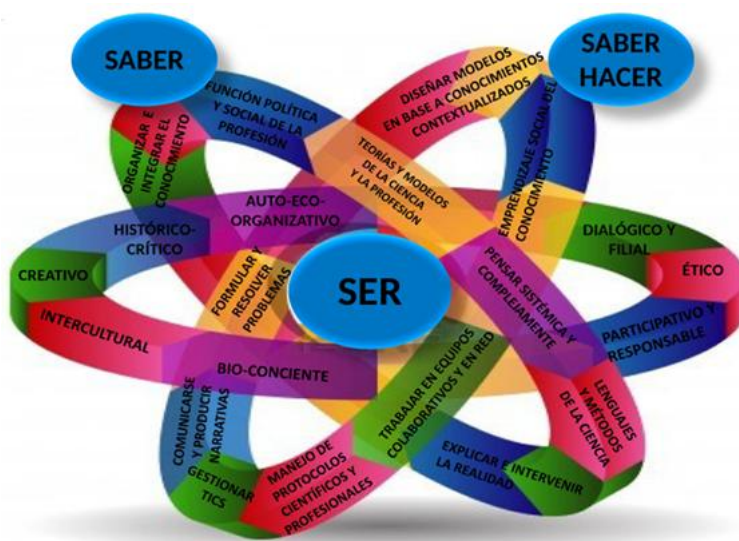 SABER
SABER
HACER
FUNCIÓN POLÍTICA
Y SOCIAL DE LA
PROFESIÓN
DISEÑAR MODELOS
EN BASE A CONOCIMIENTOS
CONTEXTUALIZADOS
ORGANIZAR E
INTEGRAR EL
CONOCIMIENTO
TEORÍAS Y MODELOS
DE LA CIENCIA
Y LA PROFESIÓN
EMPRENDIZAJE SOCIAL DEL
CONOCIMIENTO
AUTO-ECO-
ORGANIZATIVO
HISTÓRICO-
CRÍTICO
DIALÓGICO Y
FILIAL
CREATIVO
ÉTICO
FORMULAR Y
RESOLVER
PROBLEMAS
SER
PENSAR SISTÉMICA Y
COMPLEJAMENTE
INTERCULTURAL
PARTICIPATIVO Y
RESPONSABLE
BIO-CONCIENTE
TRABAJAR EN EQUIPOS
COLABORATIVOS Y EN RED
LENGUAJES
Y MÉTODOS
DE LA CIENCIA
COMUNICARSE
Y PRODUCIR
NARRATIVAS
GESTIONAR
TICS
MANEJO DE
PROTOCOLOS
CIENTÍFICOS Y
PROFESIONALES
EXPLICAR E INTERVENIR
LA REALIDAD